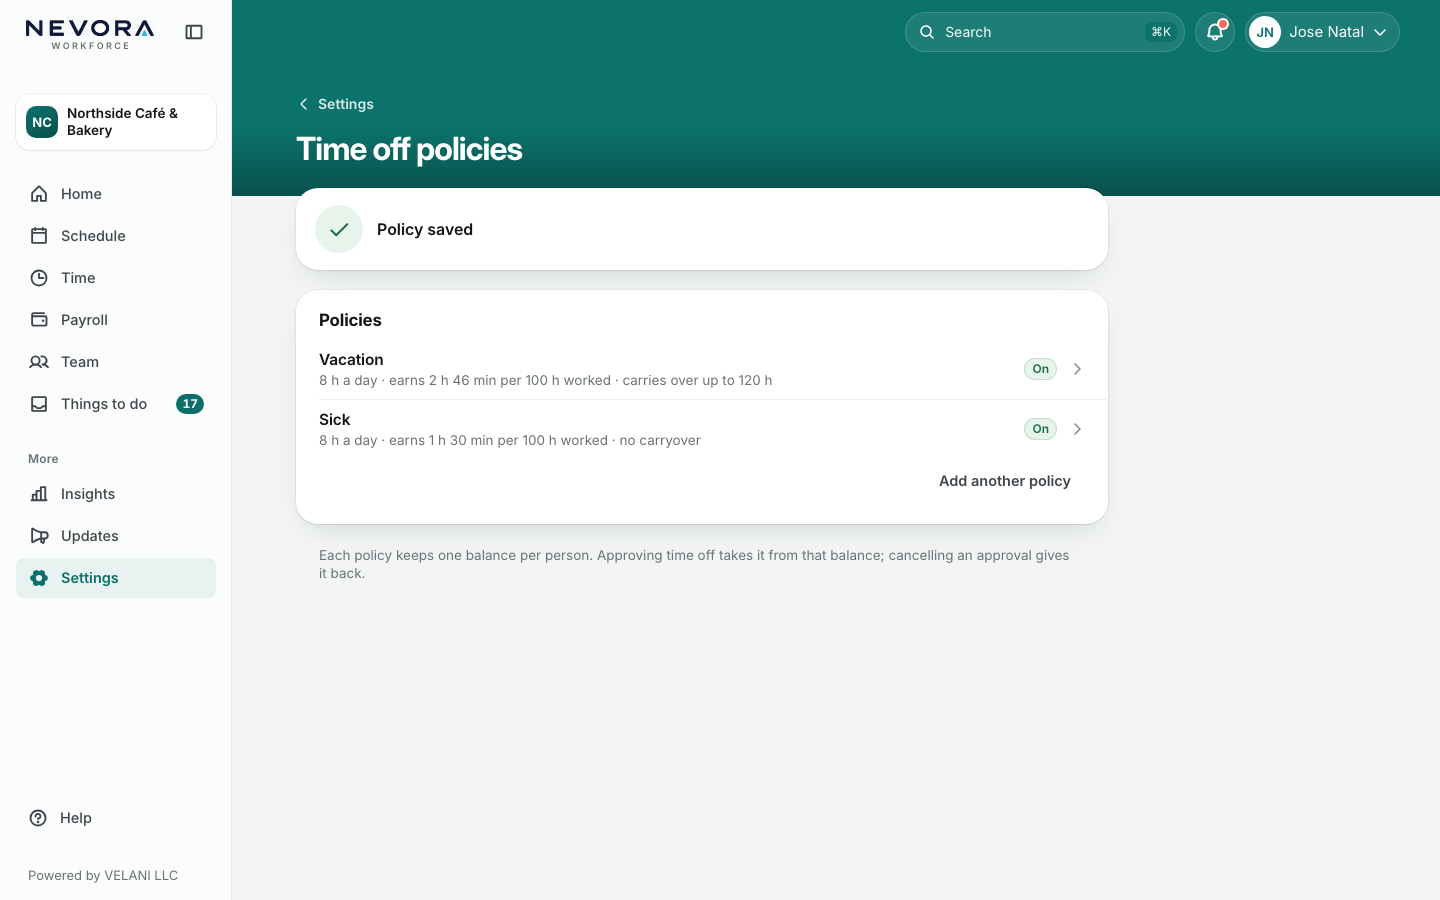 NEVORA
WORKFORCE
Search
⌘K
JN
Jose Natal
NC
Northside Café &
Bakery
Home
Schedule
Time
Payroll
Team
Things to do
17
More
Insights
Updates
Settings
Help
Powered by VELANI LLC
Settings
Time off policies
Policy saved
Policies
Vacation
8 h a day · earns 2 h 46 min per 100 h worked · carries over up to 120 h
On
Sick
8 h a day · earns 1 h 30 min per 100 h worked · no carryover
On
Add another policy
Each policy keeps one balance per person. Approving time off takes it from that balance; cancelling an approval gives
it back.